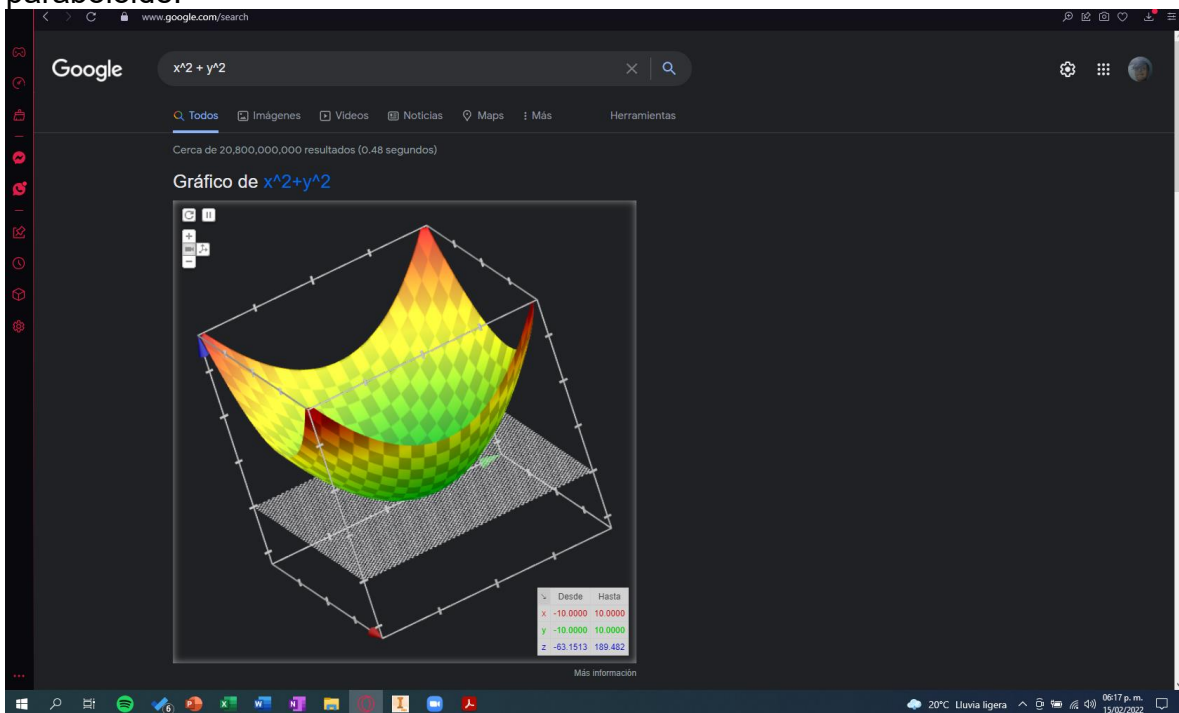 paraboloide.
www.google.com/search
Google
x^2 + y^2
Todos Imágenes Videos Noticias Maps Más Herramientas
Cerca de 20,800,000,000 resultados (0.48 segundos)
Gráfico de x^2+y^2
Desde Hasta
x -10.0000 10.0000
y -10.0000 10.0000
z -63.1513 189.482
Más información
6
20°C Lluvia ligera
06:17 p. m.
15/02/2022